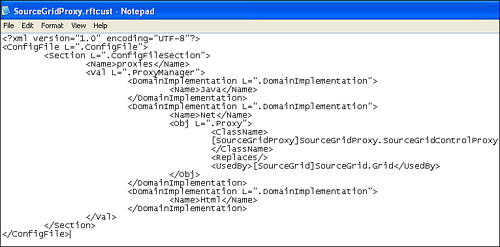 SourceGridProxy.rftcust - Notepad
File Edit Format View Help
<?xml version="1.0" encoding="UTF-8"?>
<ConfigFile L=".ConfigFile">
<Section L=".ConfigFileSection">
<Name>proxies</Name>
<Val L=".ProxyManager">
<DomainImplementation L=".DomainImplementation">
<Name>Java</Name>
</DomainImplementation>
<DomainImplementation L=".DomainImplementation">
<Name>Net</Name>
<Obj L=".Proxy">
<ClassName>
[SourceGridProxy]SourceGridProxy.SourceGridControlProxy
</ClassName>
<Replaces/>
<UsedBy>[SourceGrid]SourceGrid.Grid</UsedBy>
</Obj>
</DomainImplementation>
<DomainImplementation L=".DomainImplementation">
<Name>Html</Name>
</DomainImplementation>
</Val>
</Section>
</ConfigFile>